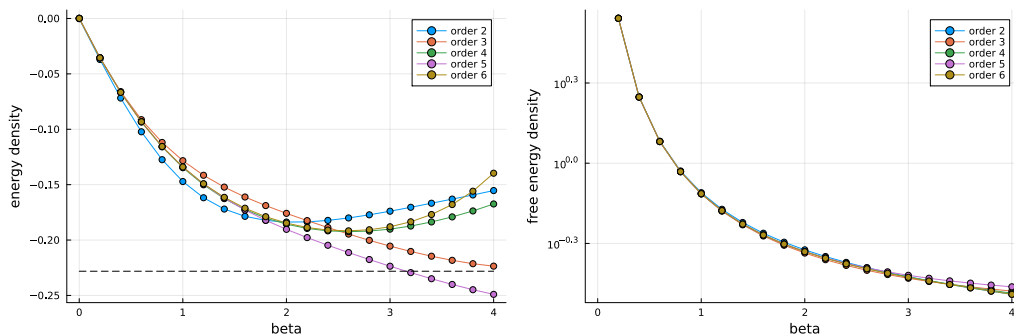 energy density
0.00
−0.05
−0.10
−0.15
−0.20
−0.25
0
1
2
3
4
beta
order 2
order 3
order 4
order 5
order 6
free energy density
10^0.3
10^0.0
10^−0.3
0
1
2
3
4
beta
order 2
order 3
order 4
order 5
order 6